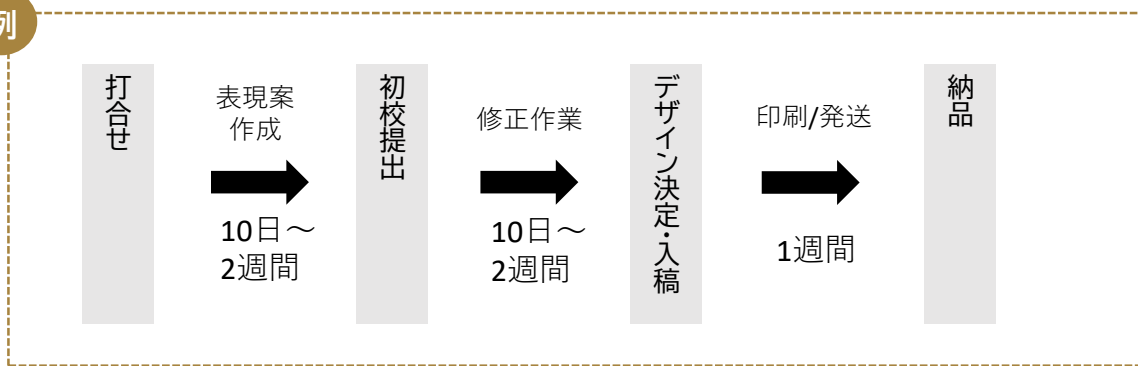 例
打合せ
表現案
作成
10日～
2週間
初校提出
修正作業
10日～
2週間
デザイン決定・入稿
印刷/発送
1週間
納品